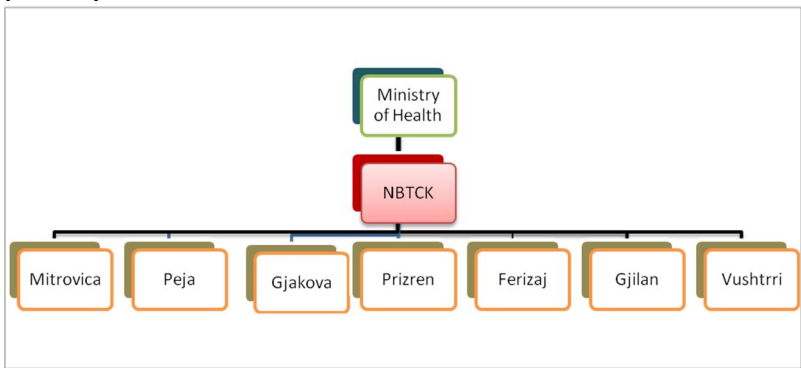 Ministry
of Health
NBTCK
Mitrovica
Peja
Gjakova
Prizren
Ferizaj
Gjilan
Vushtrri